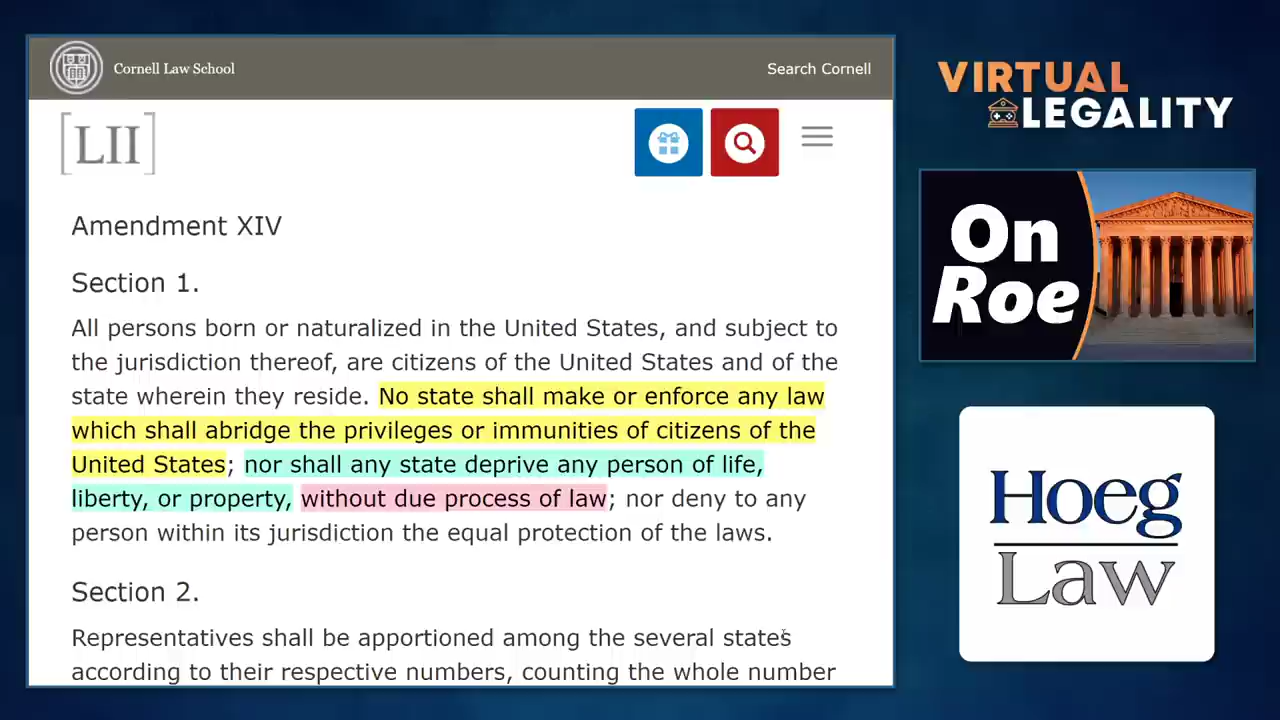 Cornell Law School
Search Cornell
[LII]
Amendment XIV
Section 1.
All persons born or naturalized in the United States, and subject to
the jurisdiction thereof, are citizens of the United States and of the
state wherein they reside. No state shall make or enforce any law
which shall abridge the privileges or immunities of citizens of the
United States; nor shall any state deprive any person of life,
liberty, or property, without due process of law; nor deny to any
person within its jurisdiction the equal protection of the laws.
Section 2.
Representatives shall be apportioned among the several states
according to their respective numbers, counting the whole number
VIRTUAL
LEGALITY
On
Roe
Hoeg
Law